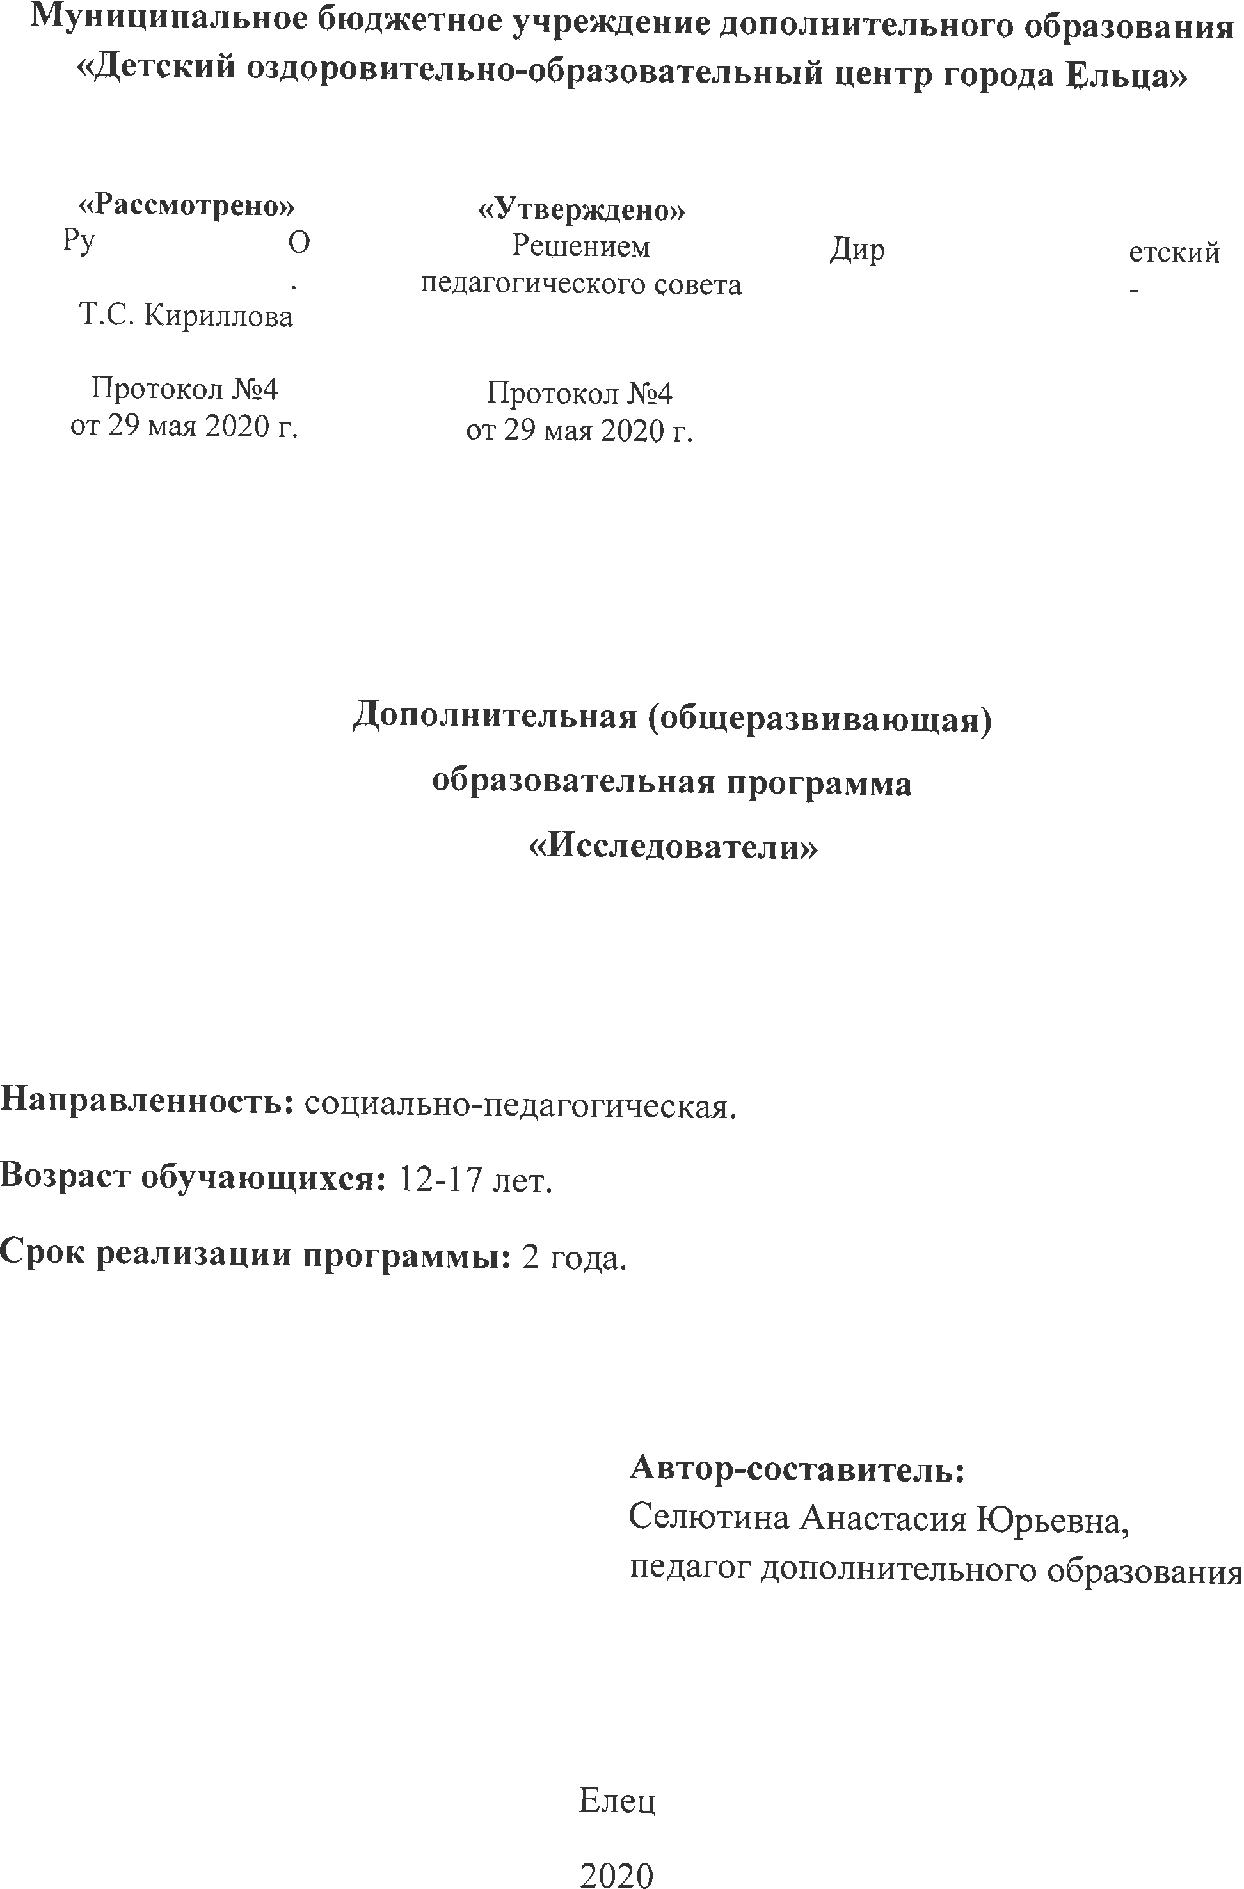 Муниципальное бюджетное учреждение дополнительного образования
«Детский оздоровительно-образовательный центр города Ельца»
«Рассмотрено»
Т.С. Кириллова
Протокол №4
от 29 мая 2020 г.
«Утверждено»
Решением
педагогического совета
Протокол №4
от 29 мая 2020 г.
Дополнительная (общеразвивающая)
образовательная программа
«Исследователи»
Направленность: социально-педагогическая.
Возраст обучающихся: 12-17 лет.
Срок реализации программы: 2 года.
Автор-составитель:
Селютина Анастасия Юрьевна,
педагог дополнительного образования
Елец
2020